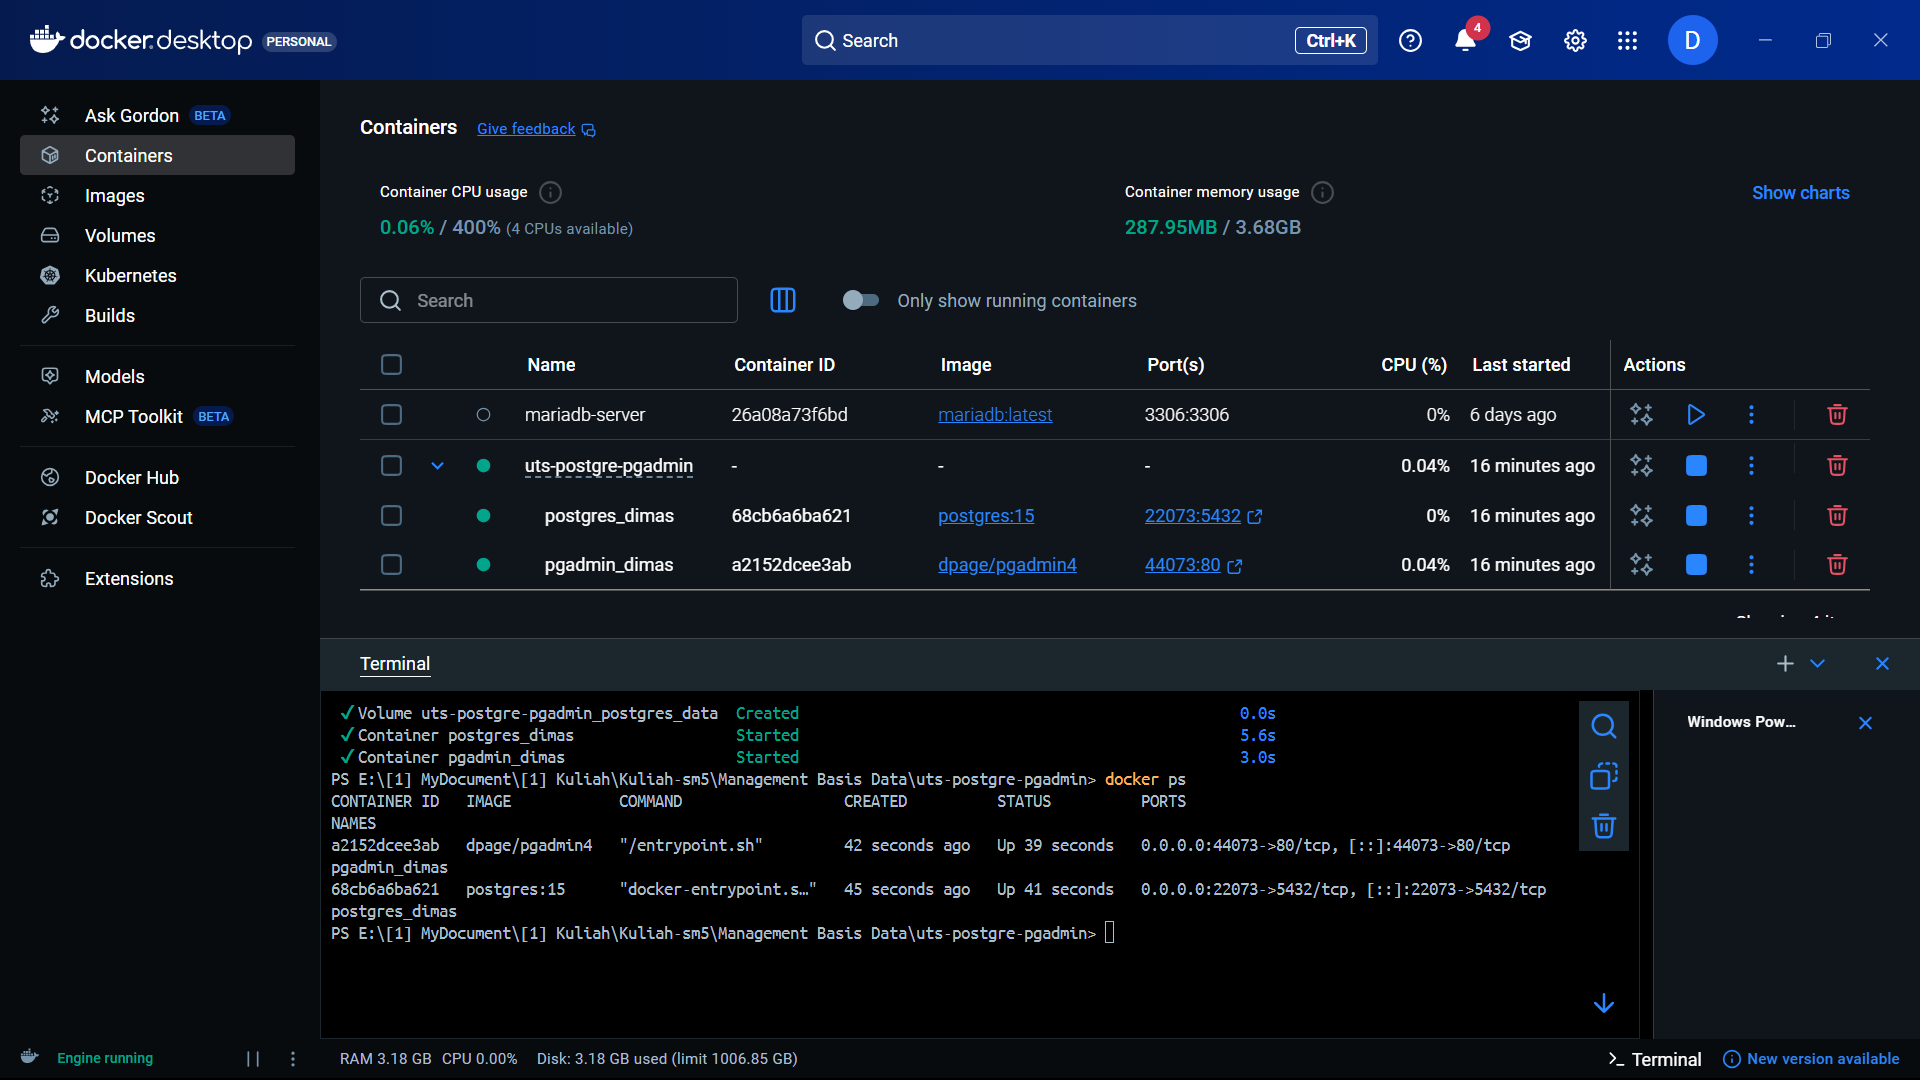 docker.desktop PERSONAL
Search Ctrl+K
4
D
Ask Gordon BETA
Containers
Images
Volumes
Kubernetes
Builds
Models
MCP Toolkit BETA
Docker Hub
Docker Scout
Extensions
Containers Give feedback
Container CPU usage
0.06% / 400% (4 CPUs available)
Container memory usage
287.95MB / 3.68GB
Show charts
Search
Only show running containers
Name Container ID Image Port(s) CPU (%) Last started Actions
mariadb-server 26a08a73f6bd mariadb:latest 3306:3306 0% 6 days ago
uts-postgre-pgadmin - - - 0.04% 16 minutes ago
postgres_dimas 68cb6a6ba621 postgres:15 22073:5432 0% 16 minutes ago
pgadmin_dimas a2152dcee3ab dpage/pgadmin4 44073:80 0.04% 16 minutes ago
Terminal
✓Volume uts-postgre-pgadmin_postgres_data Created 0.0s
✓Container postgres_dimas Started 5.6s
✓Container pgadmin_dimas Started 3.0s
PS E:\[1] MyDocument\[1] Kuliah\Kuliah-sm5\Management Basis Data\uts-postgre-pgadmin> docker ps
CONTAINER ID IMAGE COMMAND CREATED STATUS PORTS
NAMES
a2152dcee3ab dpage/pgadmin4 "/entrypoint.sh" 42 seconds ago Up 39 seconds 0.0.0.0:44073->80/tcp, [::]:44073->80/tcp
pgadmin_dimas
68cb6a6ba621 postgres:15 "docker-entrypoint.s…" 45 seconds ago Up 41 seconds 0.0.0.0:22073->5432/tcp, [::]:22073->5432/tcp
postgres_dimas
PS E:\[1] MyDocument\[1] Kuliah\Kuliah-sm5\Management Basis Data\uts-postgre-pgadmin>
Windows Pow...
Engine running
RAM 3.18 GB CPU 0.00% Disk: 3.18 GB used (limit 1006.85 GB)
Terminal
New version available